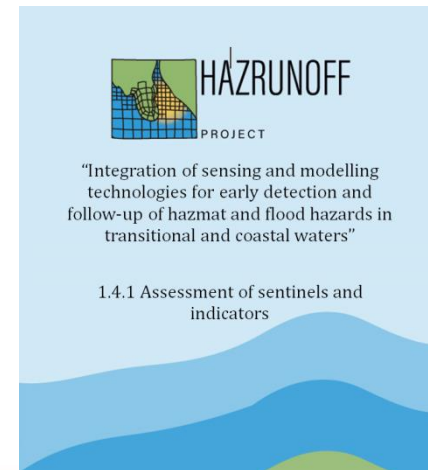 HAZRUNOFF
PROJECT
“Integration of sensing and modelling
technologies for early detection and
follow-up of hazmat and flood hazards in
transitional and coastal waters”
1.4.1 Assessment of sentinels and
indicators